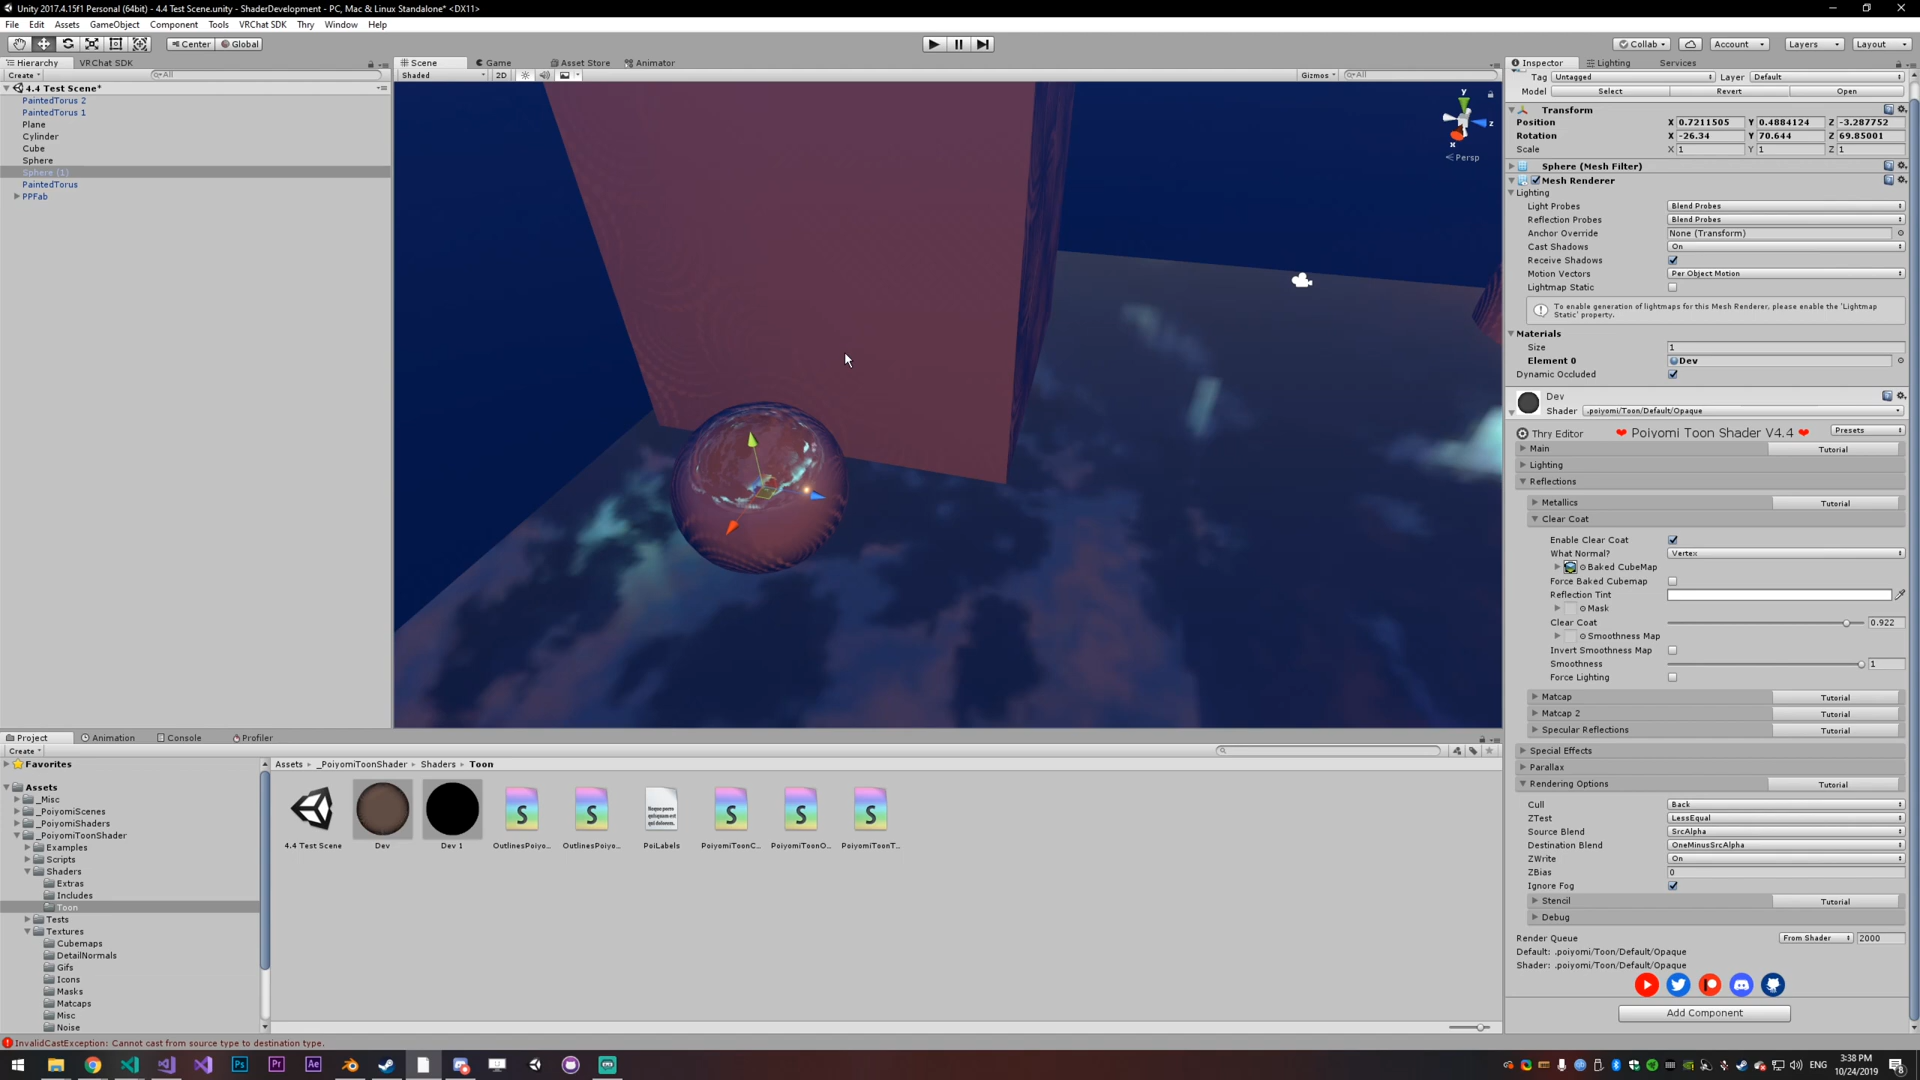 Unity 2017.4.15f1 Personal (64bit) - 4.4 Test Scene.unity - ShaderDevelopment - PC, Mac & Linux Standalone* <DX11>
File Edit Assets GameObject Component Tools VRChat SDK Thry Window Help
Center Global Collab Account Layers Layout
Hierarchy VRChat SDK
Create All
4.4 Test Scene*
PaintedTorus 2
PaintedTorus 1
Plane
Cylinder
Cube
Sphere
Sphere (1)
PaintedTorus
PPFab
Scene Game Asset Store Animator
Shaded 2D Gizmos All
y
z
x
Persp
Inspector Lighting Services
Tag Untagged Layer Default
Model Select Revert Open
Transform
Position X 0.7211505 Y 0.4884124 Z -3.287752
Rotation X -26.34 Y 70.644 Z 69.85001
Scale X 1 Y 1 Z 1
Sphere (Mesh Filter)
Mesh Renderer
Lighting
Light Probes Blend Probes
Reflection Probes Blend Probes
Anchor Override None (Transform)
Cast Shadows On
Receive Shadows
Motion Vectors Per Object Motion
Lightmap Static
To enable generation of lightmaps for this Mesh Renderer, please enable the 'Lightmap
Static' property.
Materials
Size 1
Element 0 Dev
Dynamic Occluded
Dev
Shader .poiyomi/Toon/Default/Opaque
Thry Editor Poiyomi Toon Shader V4.4 Presets
Main Tutorial
Lighting
Reflections
Metallics Tutorial
Clear Coat
Enable Clear Coat
What Normal? Vertex
Baked CubeMap
Force Baked Cubemap
Reflection Tint
Mask
Clear Coat 0.922
Smoothness Map
Invert Smoothness Map
Smoothness 1
Force Lighting
Matcap Tutorial
Matcap 2 Tutorial
Specular Reflections Tutorial
Special Effects
Parallax
Rendering Options Tutorial
Cull Back
ZTest LessEqual
Source Blend SrcAlpha
Destination Blend OneMinusSrcAlpha
ZWrite On
ZBias 0
Ignore Fog
Stencil Tutorial
Debug
Render Queue From Shader 2000
Default: .poiyomi/Toon/Default/Opaque
Shader: .poiyomi/Toon/Default/Opaque
Add Component
Project Animation Console Profiler
Create
Favorites
Assets
_Misc
_PoiyomiScenes
_PoiyomiShaders
_PoiyomiToonShader
Examples
Scripts
Shaders
Extras
Includes
Toon
Tests
Textures
Cubemaps
DetailNormals
Gifs
Icons
Masks
Matcaps
Misc
Noise
Assets _PoiyomiToonShader Shaders Toon
4.4 Test Scene Dev Dev 1 OutlinesPoiyo... OutlinesPoiyo... PoiLabels PoiyomiToonC... PoiyomiToonO... PoiyomiToonT...
InvalidCastException: Cannot cast from source type to destination type.
ENG 3:38 PM
10/24/2019